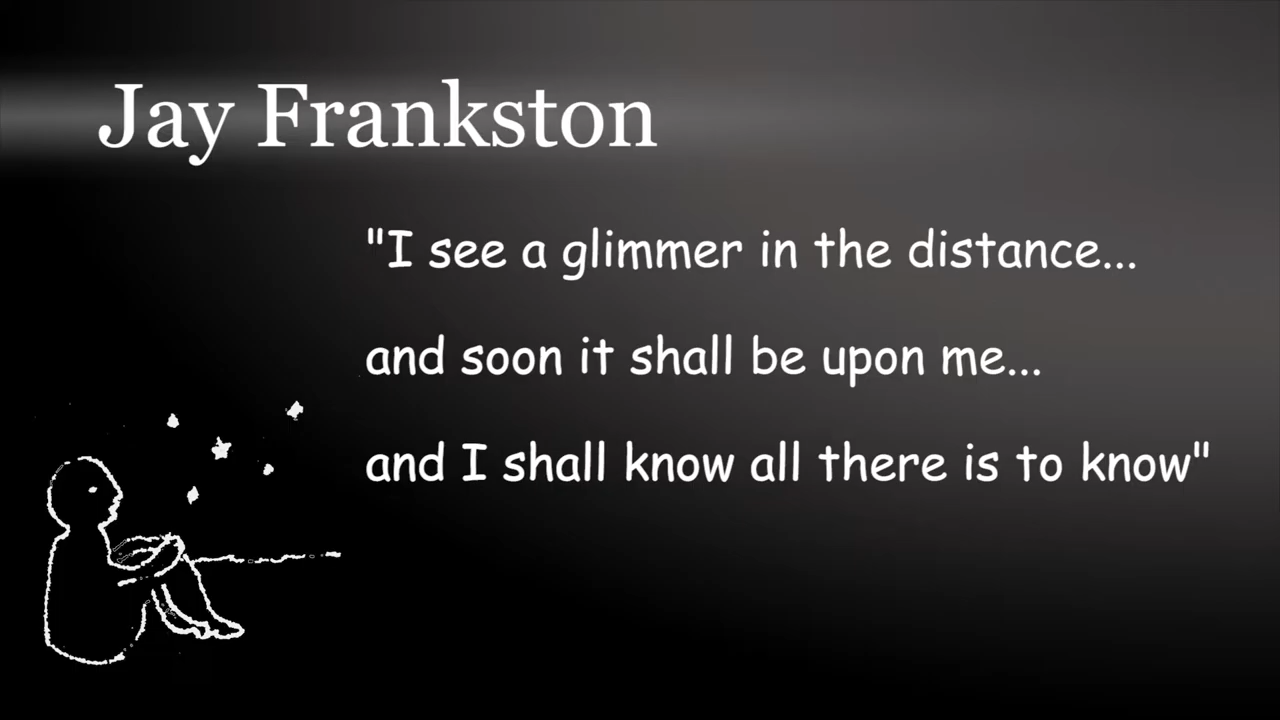 Jay Frankston
"I see a glimmer in the distance...
and soon it shall be upon me...
and I shall know all there is to know"